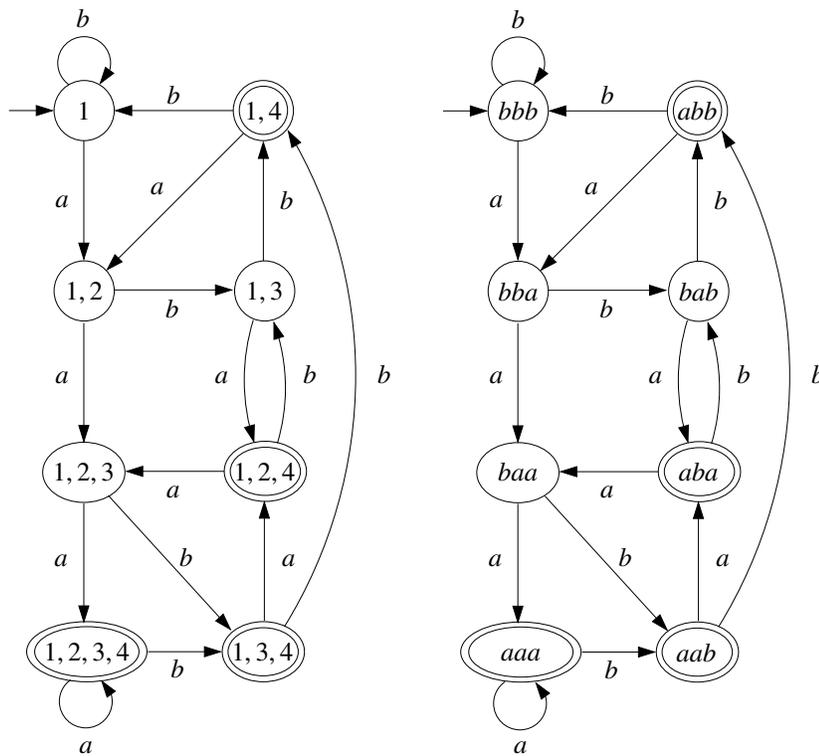 b b
1 b 1, 4 bbb b abb
a a b a a b
1, 2 b 1, 3 bba b bab
a a b b a a b b
1, 2, 3 a 1, 2, 4 baa a aba
a b a a b a
1, 2, 3, 4 b 1, 3, 4 aaa b aab
a a